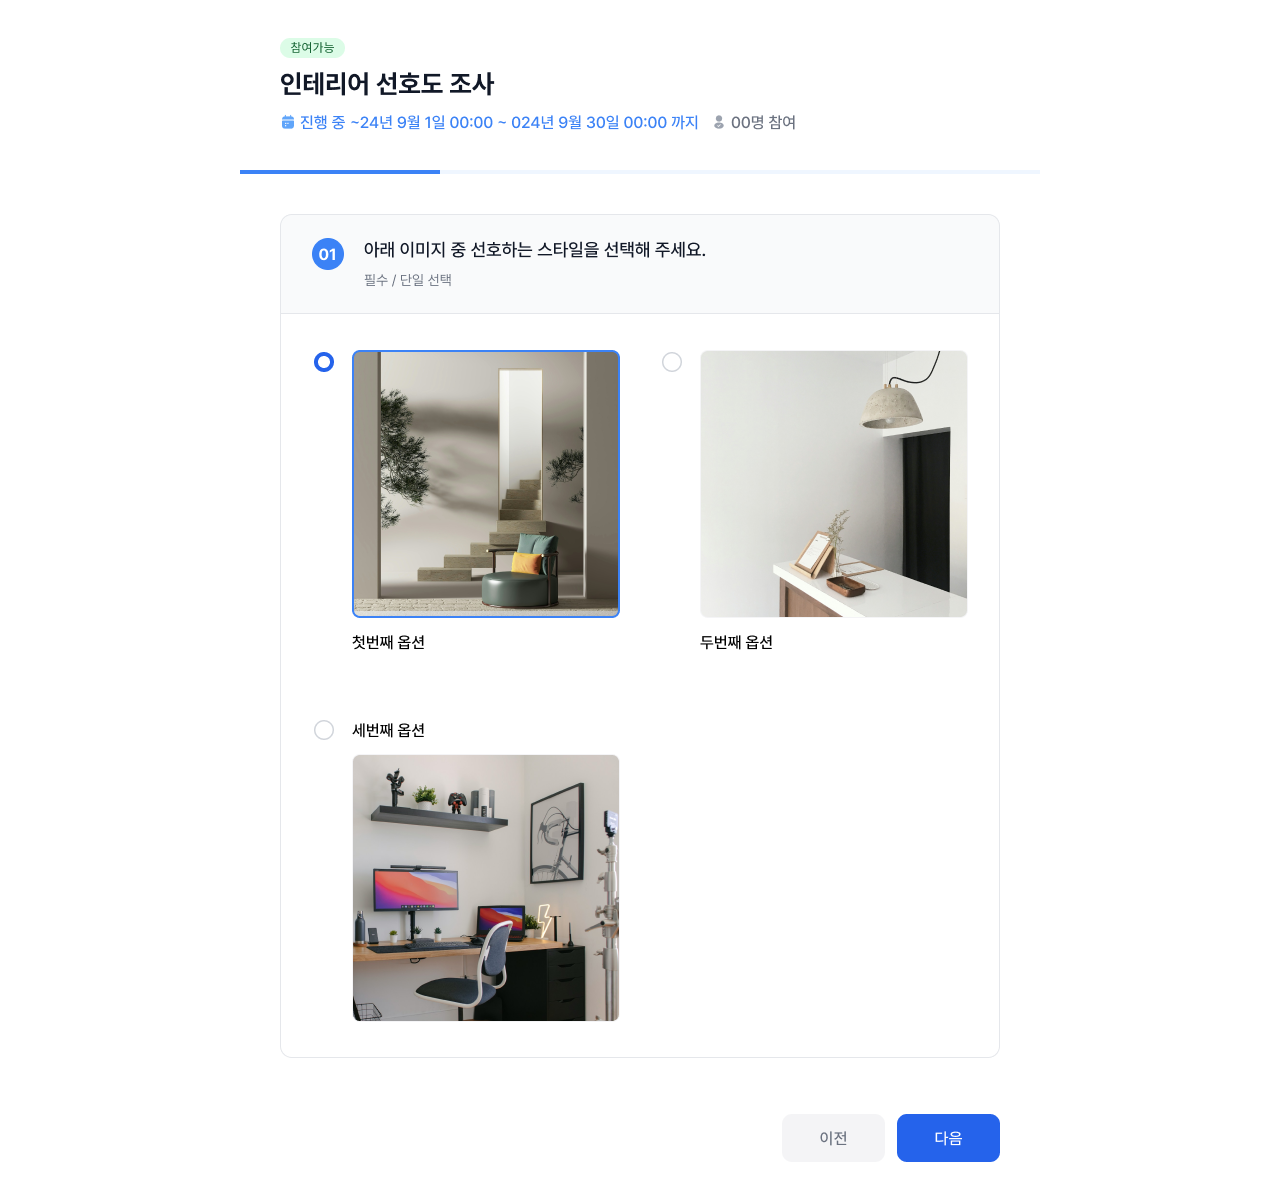 참여가능
인테리어 선호도 조사
진행 중 ~24년 9월 1일 00:00 ~ 024년 9월 30일 00:00 까지 00명 참여
01 아래 이미지 중 선호하는 스타일을 선택해 주세요.
필수 / 단일 선택
첫번째 옵션
두번째 옵션
세번째 옵션
이전
다음